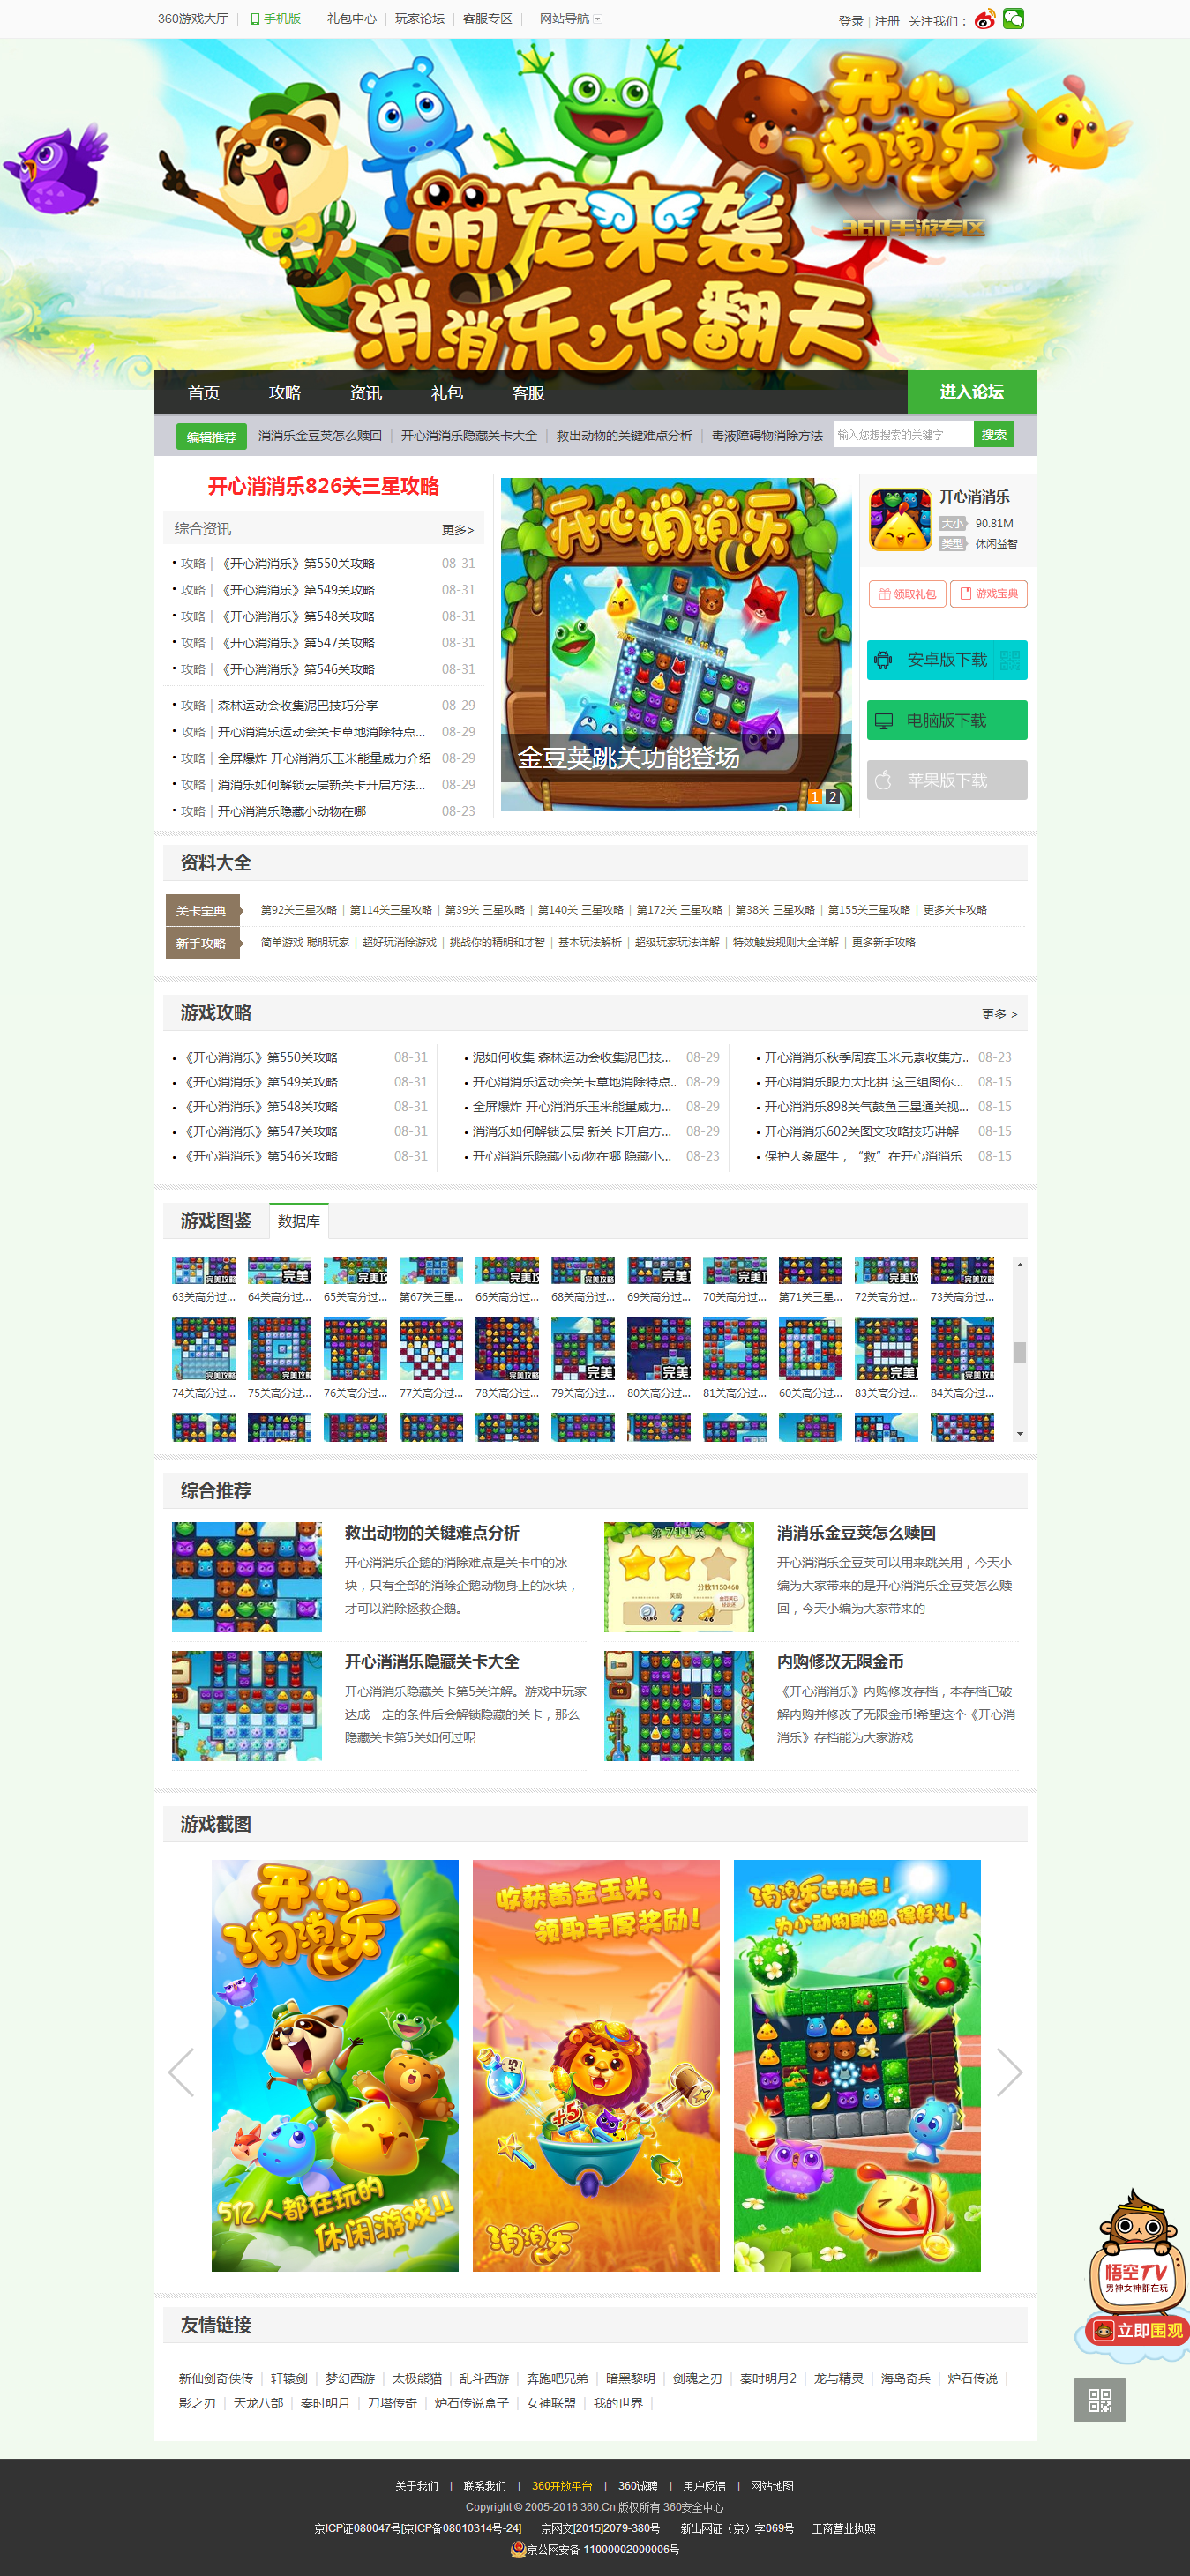 360游戏大厅 | 手机版 | 礼包中心 | 玩家论坛 | 客服专区 | 网站导航
登录 | 注册 关注我们：
开心消消乐
360手游专区
萌宠来袭
消消乐，乐翻天
首页 攻略 资讯 礼包 客服 进入论坛
编辑推荐 消消乐金豆荚怎么赎回 | 开心消消乐隐藏关卡大全 | 救出动物的关键难点分析 | 毒液障碍物消除方法 输入您想搜索的关键字 搜索
开心消消乐826关三星攻略
综合资讯 更多>
• 攻略 | 《开心消消乐》第550关攻略 08-31
• 攻略 | 《开心消消乐》第549关攻略 08-31
• 攻略 | 《开心消消乐》第548关攻略 08-31
• 攻略 | 《开心消消乐》第547关攻略 08-31
• 攻略 | 《开心消消乐》第546关攻略 08-31
• 攻略 | 森林运动会收集泥巴技巧分享 08-29
• 攻略 | 开心消消乐运动会关卡草地消除特点... 08-29
• 攻略 | 全屏爆炸 开心消消乐玉米能量威力介绍 08-29
• 攻略 | 消消乐如何解锁云层新关卡开启方法... 08-29
• 攻略 | 开心消消乐隐藏小动物在哪 08-23
开心消消乐
金豆荚跳关功能登场
1 2
开心消消乐
大小 90.81M
类型 休闲益智
领取礼包 游戏宝典
安卓版下载
电脑版下载
苹果版下载
资料大全
关卡宝典 第92关三星攻略 | 第114关三星攻略 | 第39关 三星攻略 | 第140关 三星攻略 | 第172关 三星攻略 | 第38关 三星攻略 | 第155关三星攻略 | 更多关卡攻略
新手攻略 简单游戏 聪明玩家 | 超好玩消除游戏 | 挑战你的精明和才智 | 基本玩法解析 | 超级玩家玩法详解 | 特效触发规则大全详解 | 更多新手攻略
游戏攻略 更多 >
• 《开心消消乐》第550关攻略 08-31
• 《开心消消乐》第549关攻略 08-31
• 《开心消消乐》第548关攻略 08-31
• 《开心消消乐》第547关攻略 08-31
• 《开心消消乐》第546关攻略 08-31
• 泥如何收集 森林运动会收集泥巴技... 08-29
• 开心消消乐运动会关卡草地消除特点.. 08-29
• 全屏爆炸 开心消消乐玉米能量威力... 08-29
• 消消乐如何解锁云层 新关卡开启方... 08-29
• 开心消消乐隐藏小动物在哪 隐藏小... 08-23
• 开心消消乐秋季周赛玉米元素收集方.. 08-23
• 开心消消乐眼力大比拼 这三组图你... 08-15
• 开心消消乐898关气鼓鱼三星通关视... 08-15
• 开心消消乐602关图文攻略技巧讲解 08-15
• 保护大象犀牛，“救”在开心消消乐 08-15
游戏图鉴 数据库
63关高分过... 64关高分过... 65关高分过... 第67关三星... 66关高分过... 68关高分过... 69关高分过... 70关高分过... 第71关三星... 72关高分过... 73关高分过...
74关高分过... 75关高分过... 76关高分过... 77关高分过... 78关高分过... 79关高分过... 80关高分过... 81关高分过... 60关高分过... 83关高分过... 84关高分过...
综合推荐
救出动物的关键难点分析
开心消消乐企鹅的消除难点是关卡中的冰
块，只有全部的消除企鹅动物身上的冰块，
才可以消除拯救企鹅。
第 711 关
分数1150460
奖励
消消乐金豆荚怎么赎回
开心消消乐金豆荚可以用来跳关用，今天小
编为大家带来的是开心消消乐金豆荚怎么赎
回，今天小编为大家带来的
开心消消乐隐藏关卡大全
开心消消乐隐藏关卡第5关详解。游戏中玩家
达成一定的条件后会解锁隐藏的关卡，那么
隐藏关卡第5关如何过呢
内购修改无限金币
《开心消消乐》内购修改存档，本存档已破
解内购并修改了无限金币!希望这个《开心消
消乐》存档能为大家游戏
游戏截图
开心消消乐
5亿人都在玩的
休闲游戏!!
收获黄金玉米、
领取丰厚奖励！
+5
消消乐
消消乐运动会！
为小动物助跑，得好礼！
悟空TV
男神女神都在玩
立即围观
友情链接
新仙剑奇侠传 | 轩辕剑 | 梦幻西游 | 太极熊猫 | 乱斗西游 | 奔跑吧兄弟 | 暗黑黎明 | 剑魂之刃 | 秦时明月2 | 龙与精灵 | 海岛奇兵 | 炉石传说 |
影之刃 | 天龙八部 | 秦时明月 | 刀塔传奇 | 炉石传说盒子 | 女神联盟 | 我的世界 |
关于我们 | 联系我们 | 360开放平台 | 360诚聘 | 用户反馈 | 网站地图
Copyright © 2005-2016 360.Cn 版权所有 360安全中心
京ICP证080047号[京ICP备08010314号-24] 京网文[2015]2079-380号 新出网证（京）字069号 工商营业执照
京公网安备 11000002000006号